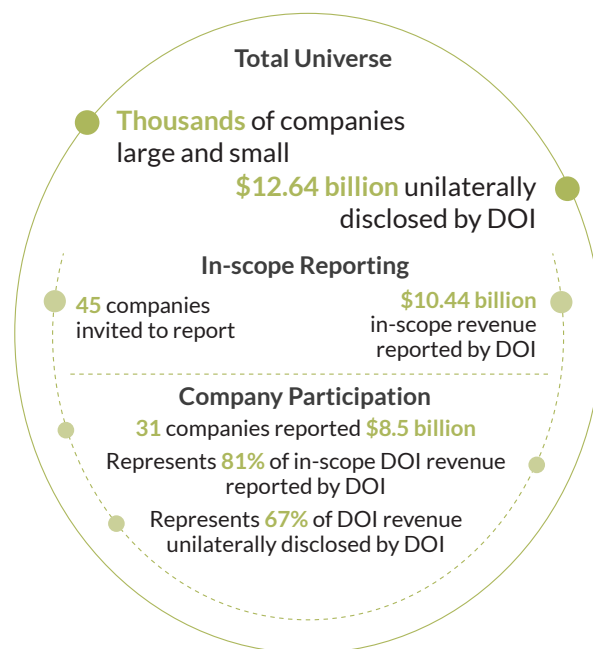 Total Universe
Thousands of companies
large and small
$12.64 billion unilaterally
disclosed by DOI
In-scope Reporting
45 companies
invited to report
$10.44 billion
in-scope revenue
reported by DOI
Company Participation
31 companies reported $8.5 billion
Represents 81% of in-scope DOI revenue
reported by DOI
Represents 67% of DOI revenue
unilaterally disclosed by DOI